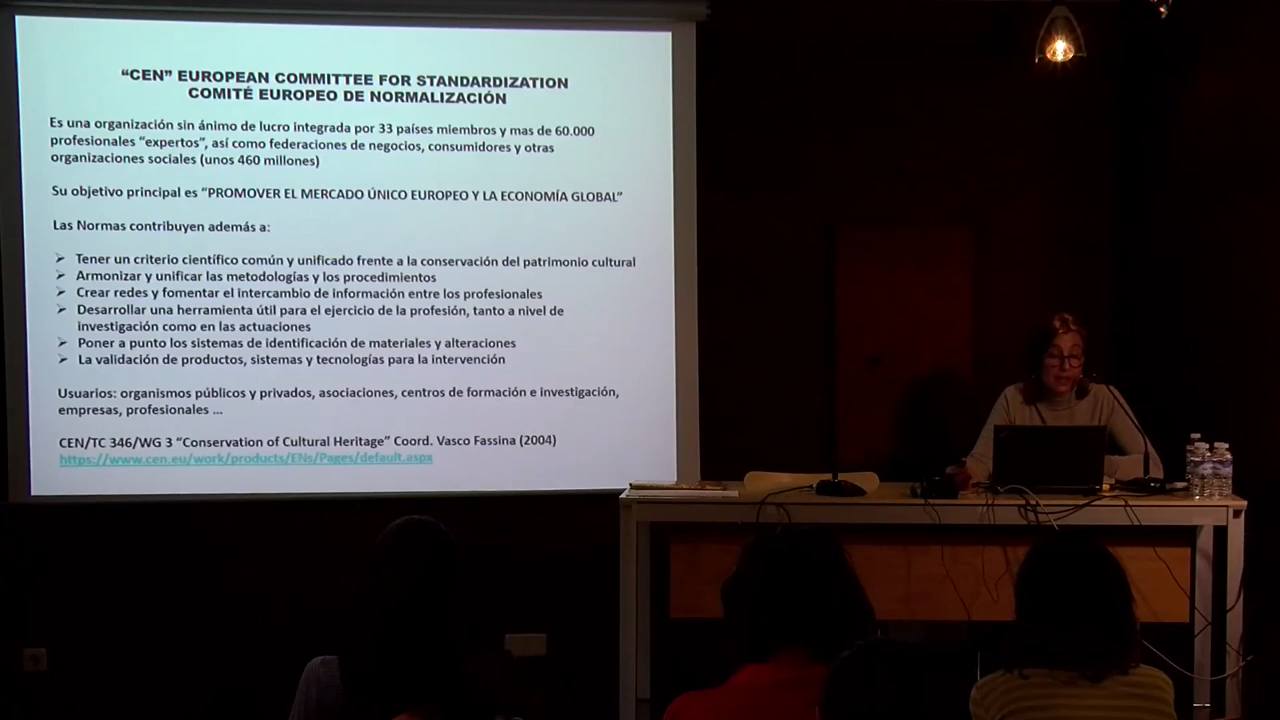 “CEN” EUROPEAN COMMITTEE FOR STANDARDIZATION
COMITÉ EUROPEO DE NORMALIZACIÓN
Es una organización sin ánimo de lucro integrada por 33 países miembros y mas de 60.000
profesionales “expertos”, así como federaciones de negocios, consumidores y otras
organizaciones sociales (unos 460 millones)
Su objetivo principal es “PROMOVER EL MERCADO ÚNICO EUROPEO Y LA ECONOMÍA GLOBAL”
Las Normas contribuyen además a:
➢ Tener un criterio científico común y unificado frente a la conservación del patrimonio cultural
➢ Armonizar y unificar las metodologías y los procedimientos
➢ Crear redes y fomentar el intercambio de información entre los profesionales
➢ Desarrollar una herramienta útil para el ejercicio de la profesión, tanto a nivel de
investigación como en las actuaciones
➢ Poner a punto los sistemas de identificación de materiales y alteraciones
➢ La validación de productos, sistemas y tecnologías para la intervención
Usuarios: organismos públicos y privados, asociaciones, centros de formación e investigación,
empresas, profesionales ...
CEN/TC 346/WG 3 “Conservation of Cultural Heritage” Coord. Vasco Fassina (2004)
https://www.cen.eu/work/products/ENs/Pages/default.aspx